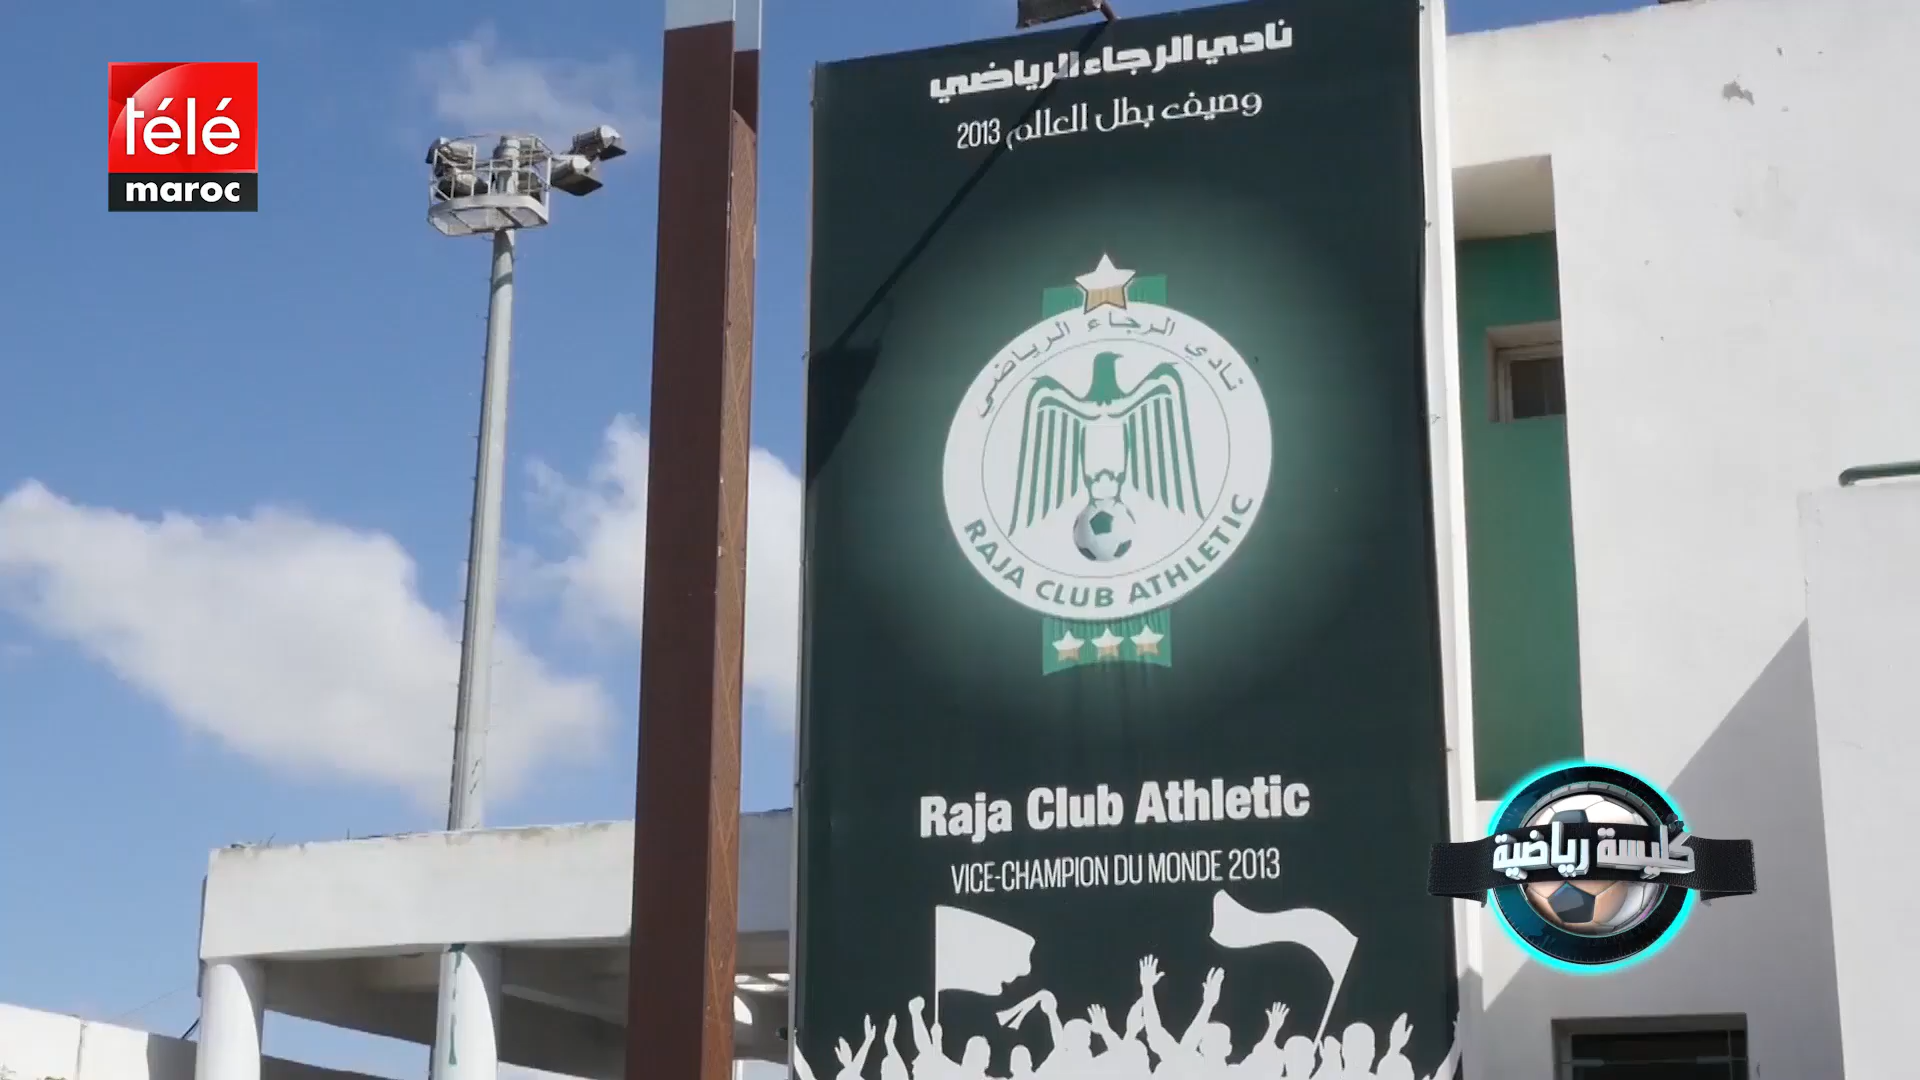 télé
maroc
نادي الرجاء الرياضي
وصيف بطل العالم 2013
نادي الرجاء الرياضي
RAJA CLUB ATHLETIC
Raja Club Athletic
VICE-CHAMPION DU MONDE 2013
كليسة رياضية